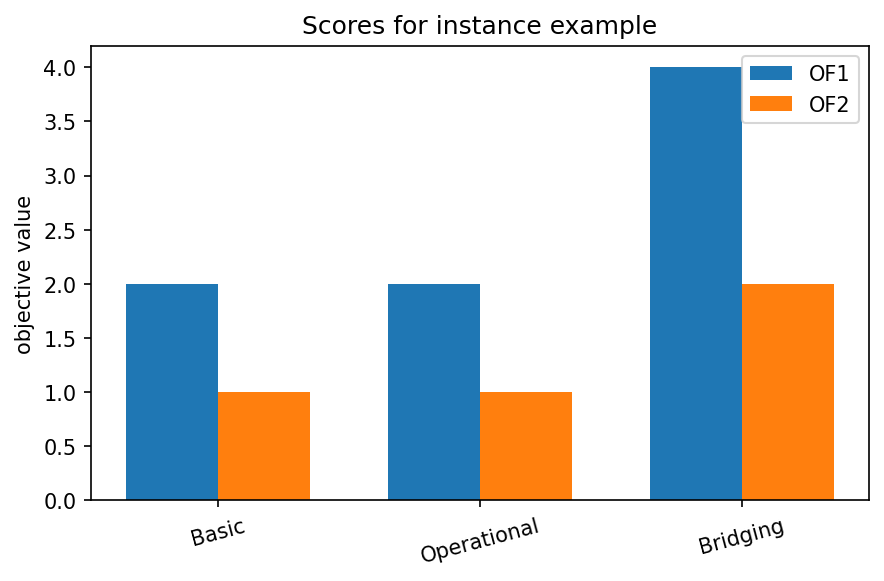 Scores for instance example
objective value
4.0
3.5
3.0
2.5
2.0
1.5
1.0
0.5
0.0
OF1
OF2
Basic
Operational
Bridging